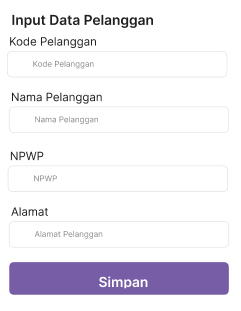 Input Data Pelanggan
Kode Pelanggan
Kode Pelanggan
Nama Pelanggan
Nama Pelanggan
NPWP
NPWP
Alamat
Alamat Pelanggan
Simpan